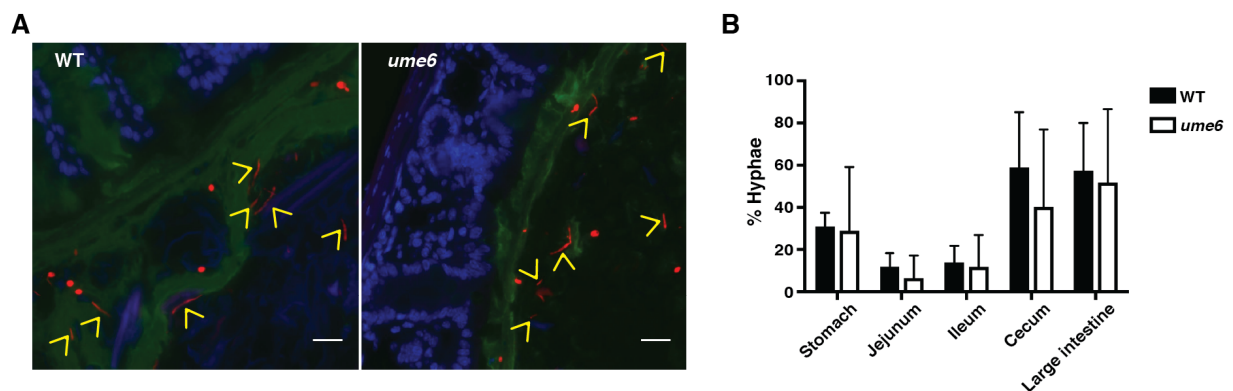 A
B
WT
ume6
% Hyphae
100
80
60
40
20
0
Stomach
Jejunum
Ileum
Cecum
Large intestine
WT
ume6